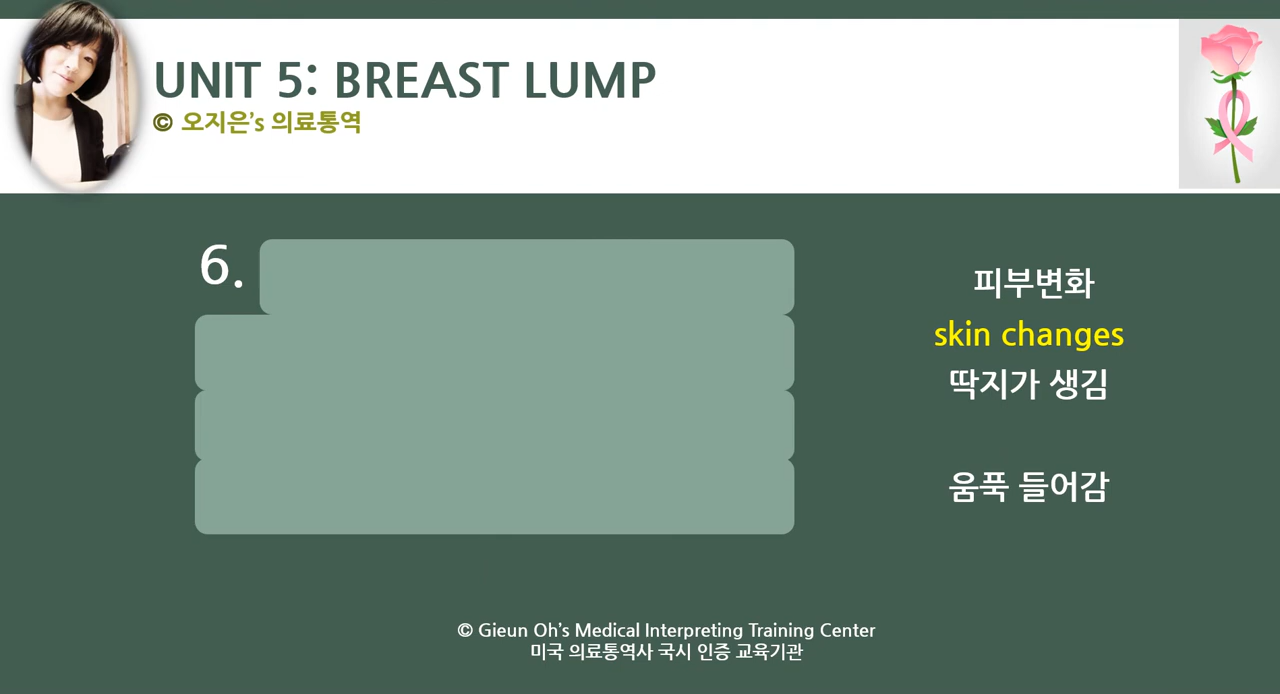 UNIT 5: BREAST LUMP
© 오지은's 의료통역
6.
피부변화
skin changes
딱지가 생김
움푹 들어감
© Gieun Oh's Medical Interpreting Training Center
미국 의료통역사 국시 인증 교육기관